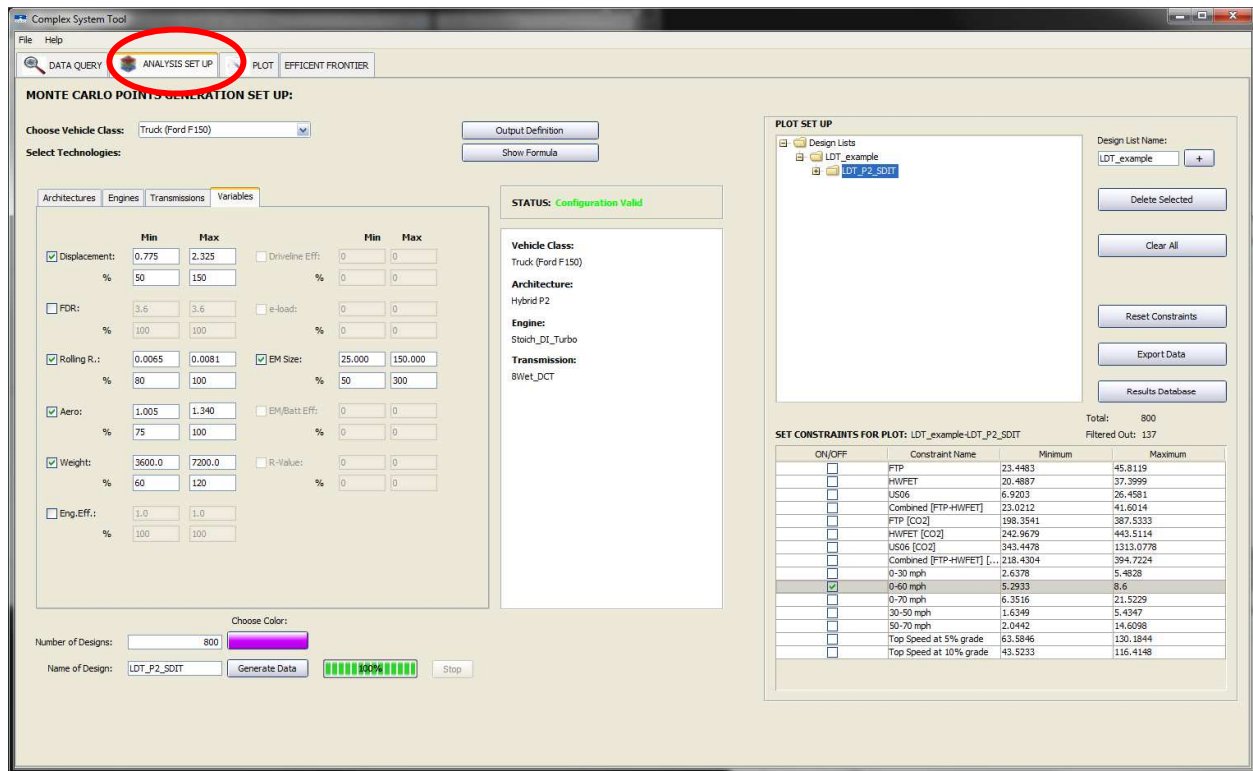 Complex System Tool
File Help
DATA QUERY ANALYSIS SET UP PLOT EFFICENT FRONTIER
MONTE CARLO POINTS GENERATION SET UP:
Choose Vehicle Class: Truck (Ford F150)
Select Technologies:
Output Definition
Show Formula
Architectures Engines Transmissions Variables
Min Max Min Max
Displacement: 0.775 2.325 Driveline Eff: 0 0
% 50 150 % 0 0
FDR: 3.6 3.6 e-load: 0 0
% 100 100 % 0 0
Rolling R.: 0.0065 0.0081 EM Size: 25.000 150.000
% 80 100 % 50 300
Aero: 1.005 1.340 EM/Batt Eff: 0 0
% 75 100 % 0 0
Weight: 3600.0 7200.0 R-Value: 0 0
% 60 120 % 0 0
Eng.Eff.: 1.0 1.0
% 100 100
STATUS: Configuration Valid
Vehicle Class:
Truck (Ford F150)
Architecture:
Hybrid P2
Engine:
Stoich_DI_Turbo
Transmission:
8Wet_DCT
Choose Color:
Number of Designs: 800
Name of Design: LDT_P2_SDIT Generate Data 100% Stop
PLOT SET UP
Design Lists
LDT_example
LDT_P2_SDIT
Design List Name:
LDT_example +
Delete Selected
Clear All
Reset Constraints
Export Data
Results Database
Total: 800
SET CONSTRAINTS FOR PLOT: LDT_example-LDT_P2_SDIT Filtered Out: 137
ON/OFF Constraint Name Minimum Maximum
FTP 23.4483 45.8119
HWFET 20.4887 37.3999
US06 6.9203 26.4581
Combined [FTP-HWFET] 23.0212 41.6014
FTP [CO2] 198.3541 387.5333
HWFET [CO2] 242.9679 443.5114
US06 [CO2] 343.4478 1313.0778
Combined [FTP-HWFET] [... 218.4304 394.7224
0-30 mph 2.6378 5.4828
0-60 mph 5.2933 8.6
0-70 mph 6.3516 21.5229
30-50 mph 1.6349 5.4347
50-70 mph 2.0442 14.6098
Top Speed at 5% grade 63.5846 130.1844
Top Speed at 10% grade 43.5233 116.4148